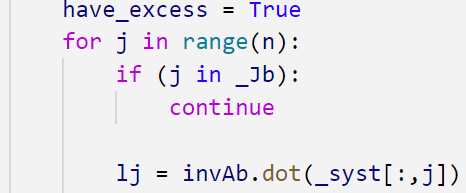 have_excess = True
for j in range(n):
if (j in _Jb):
continue
lj = invAb.dot(_syst[:,j])